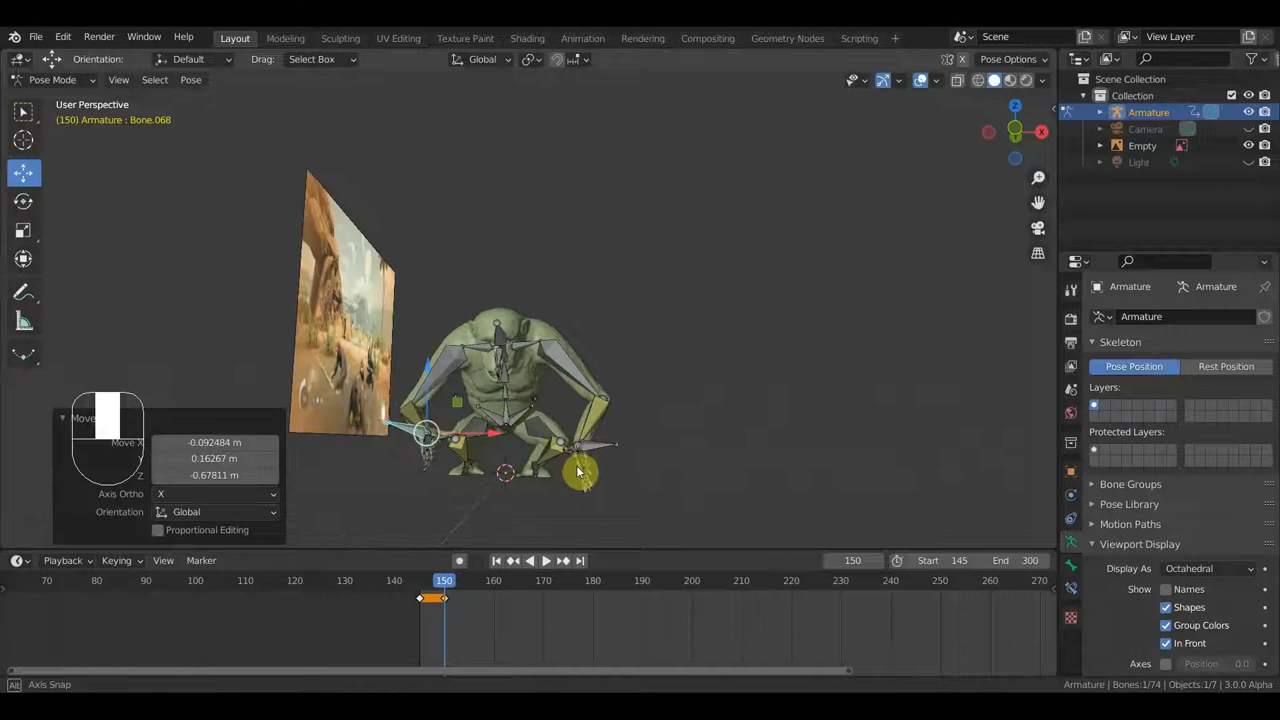 File Edit Render Window Help Layout Modeling Sculpting UV Editing Texture Paint Shading Animation Rendering Compositing Geometry Nodes Scripting + Scene View Layer
Orientation: Default Drag: Select Box Global X Pose Options
Pose Mode View Select Pose
User Perspective
(150) Armature : Bone.068
Z
X
Scene Collection
Collection
Armature
Camera
Empty
Light
Armature Armature
Armature
Skeleton
Pose Position Rest Position
Layers:
Protected Layers:
Bone Groups
Pose Library
Motion Paths
Viewport Display
Display As Octahedral
Show Names
Shapes
Group Colors
In Front
Axes Position 0.0
Move
Move X -0.092484 m
Y 0.16267 m
Z -0.67811 m
Axis Ortho X
Orientation Global
Proportional Editing
Playback Keying View Marker 150 Start 145 End 300
70 80 90 100 110 120 130 140 150 160 170 180 190 200 210 220 230 240 250 260 270
Alt Axis Snap Armature | Bones:1/74 | Objects:1/7 | 3.0.0 Alpha